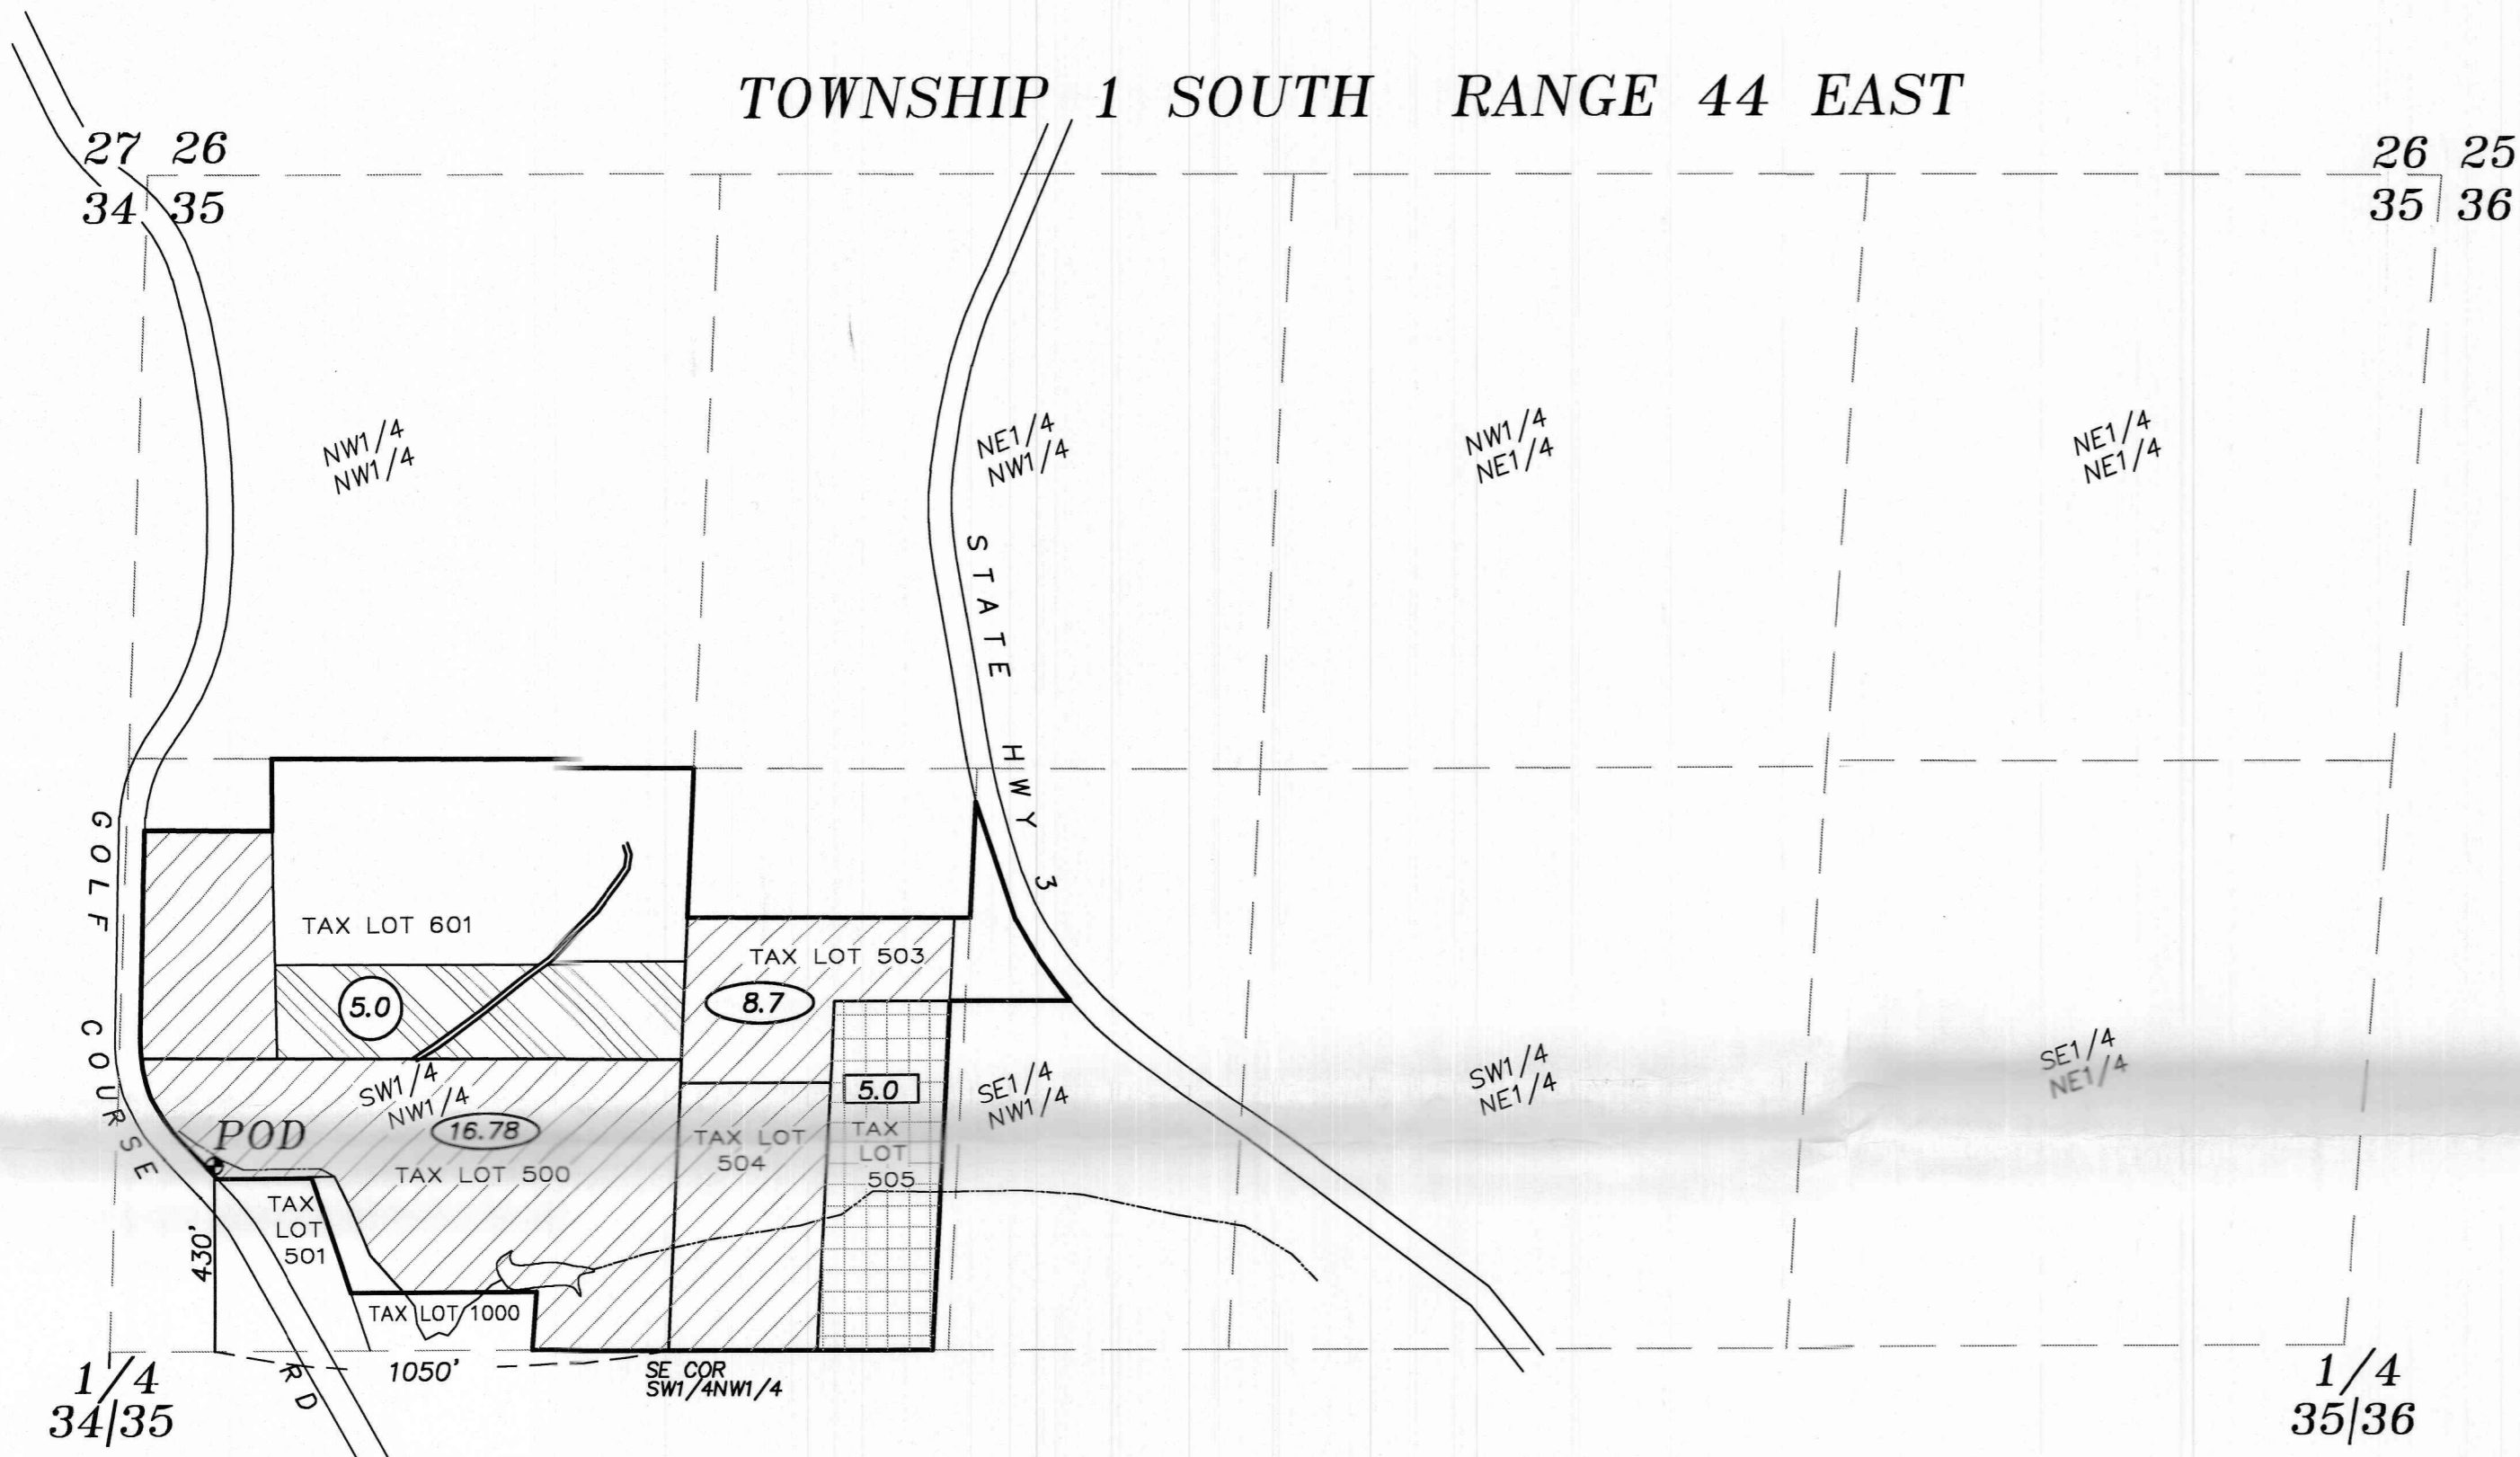 TOWNSHIP 1 SOUTH RANGE 44 EAST
27 26
34 35
26 25
35 36
NW1/4
NW1/4
NE1/4
NW1/4
NW1/4
NE1/4
NE1/4
NE1/4
STATE HWY 3
GOLF COURSE RD
TAX LOT 601
5.0
TAX LOT 503
8.7
5.0
SW1/4
NW1/4
SE1/4
NW1/4
SW1/4
NE1/4
SE1/4
NE1/4
POD
16.78
TAX LOT 500
TAX LOT
504
TAX
LOT
505
TAX
LOT
501
430'
TAX LOT 1000
1050'
SE COR
SW1/4NW1/4
1/4
34|35
1/4
35|36